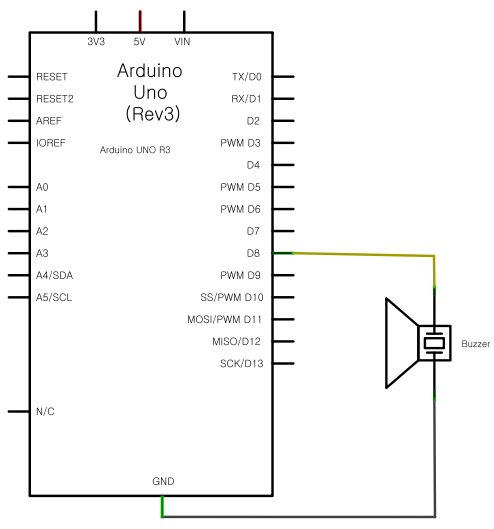 3V3 5V VIN
Arduino
Uno
(Rev3)
Arduino UNO R3
RESET
RESET2
AREF
IOREF
A0
A1
A2
A3
A4/SDA
A5/SCL
N/C
TX/D0
RX/D1
D2
PWM D3
D4
PWM D5
PWM D6
D7
D8
PWM D9
SS/PWM D10
MOSI/PWM D11
MISO/D12
SCK/D13
GND
Buzzer